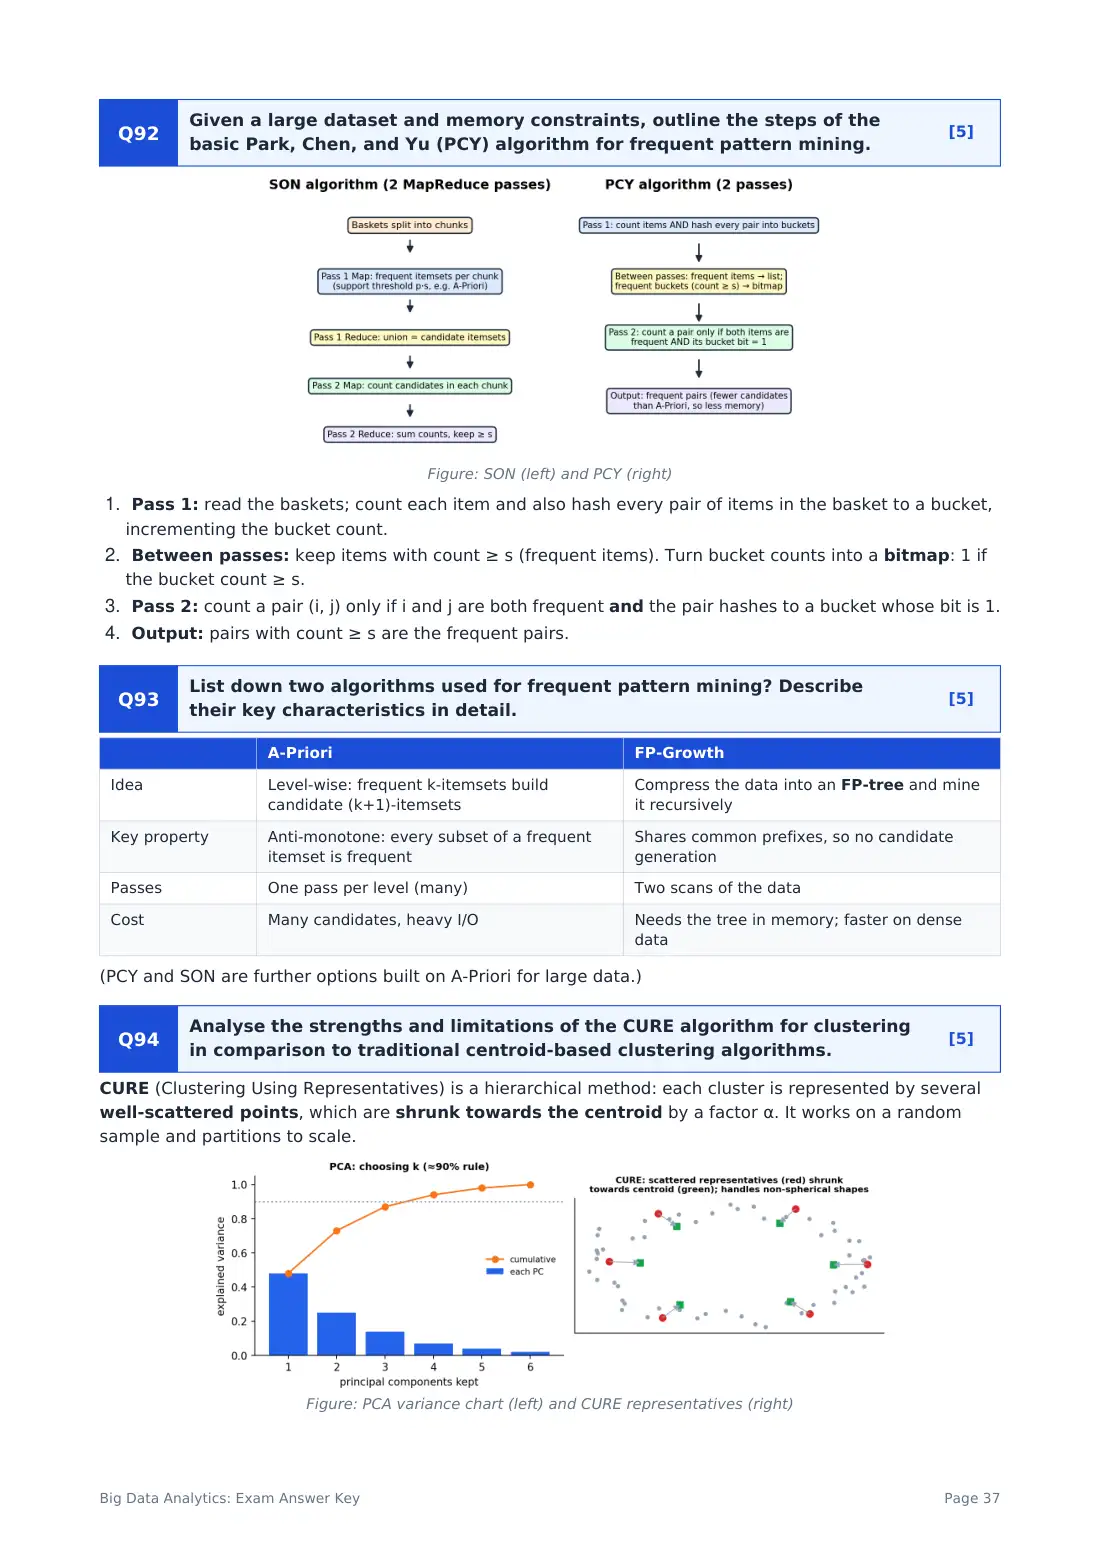 Q92
Given a large dataset and memory constraints, outline the steps of the
basic Park, Chen, and Yu (PCY) algorithm for frequent pattern mining.
[5]
SON algorithm (2 MapReduce passes)
Baskets split into chunks
Pass 1 Map: frequent itemsets per chunk
(support threshold p·s, e.g. A-Priori)
Pass 1 Reduce: union = candidate itemsets
Pass 2 Map: count candidates in each chunk
Pass 2 Reduce: sum counts, keep ≥ s
PCY algorithm (2 passes)
Pass 1: count items AND hash every pair into buckets
Between passes: frequent items → list;
frequent buckets (count ≥ s) → bitmap
Pass 2: count a pair only if both items are
frequent AND its bucket bit = 1
Output: frequent pairs (fewer candidates
than A-Priori, so less memory)
Figure: SON (left) and PCY (right)
1. Pass 1: read the baskets; count each item and also hash every pair of items in the basket to a bucket,
incrementing the bucket count.
2. Between passes: keep items with count ≥ s (frequent items). Turn bucket counts into a bitmap: 1 if
the bucket count ≥ s.
3. Pass 2: count a pair (i, j) only if i and j are both frequent and the pair hashes to a bucket whose bit is 1.
4. Output: pairs with count ≥ s are the frequent pairs.
Q93
List down two algorithms used for frequent pattern mining? Describe
their key characteristics in detail.
[5]
A-Priori FP-Growth
Idea
Level-wise: frequent k-itemsets build
candidate (k+1)-itemsets
Compress the data into an FP-tree and mine
it recursively
Key property
Anti-monotone: every subset of a frequent
itemset is frequent
Shares common prefixes, so no candidate
generation
Passes One pass per level (many) Two scans of the data
Cost
Many candidates, heavy I/O
Needs the tree in memory; faster on dense
data
(PCY and SON are further options built on A-Priori for large data.)
Q94
Analyse the strengths and limitations of the CURE algorithm for clustering
in comparison to traditional centroid-based clustering algorithms.
[5]
CURE (Clustering Using Representatives) is a hierarchical method: each cluster is represented by several
well-scattered points, which are shrunk towards the centroid by a factor α. It works on a random
sample and partitions to scale.
PCA: choosing k (≈90% rule)
explained variance
1.0
0.8
0.6
0.4
0.2
0.0
cumulative
each PC
1 2 3 4 5 6
principal components kept
CURE: scattered representatives (red) shrunk
towards centroid (green); handles non-spherical shapes
Figure: PCA variance chart (left) and CURE representatives (right)
Big Data Analytics: Exam Answer Key
Page 37